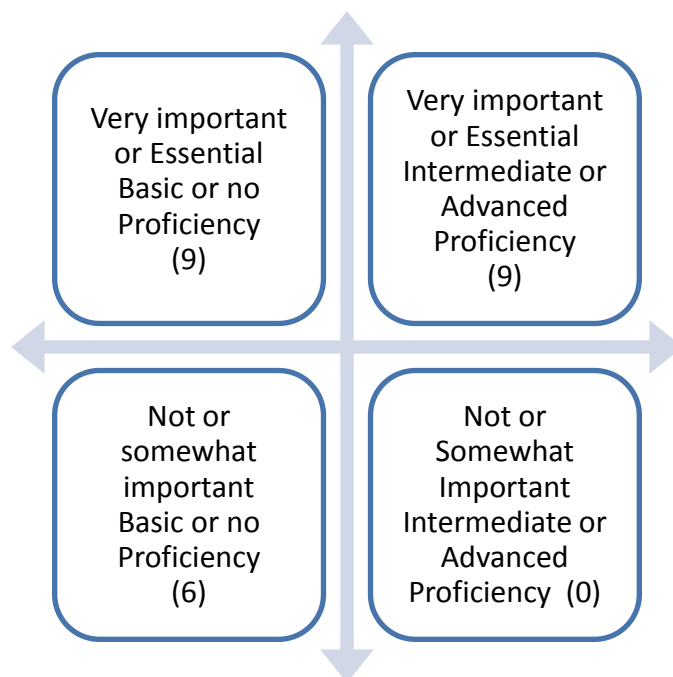 Very important
or Essential
Basic or no
Proficiency
(9)
Very important
or Essential
Intermediate or
Advanced
Proficiency
(9)
Not or
somewhat
important
Basic or no
Proficiency
(6)
Not or
Somewhat
Important
Intermediate or
Advanced
Proficiency (0)